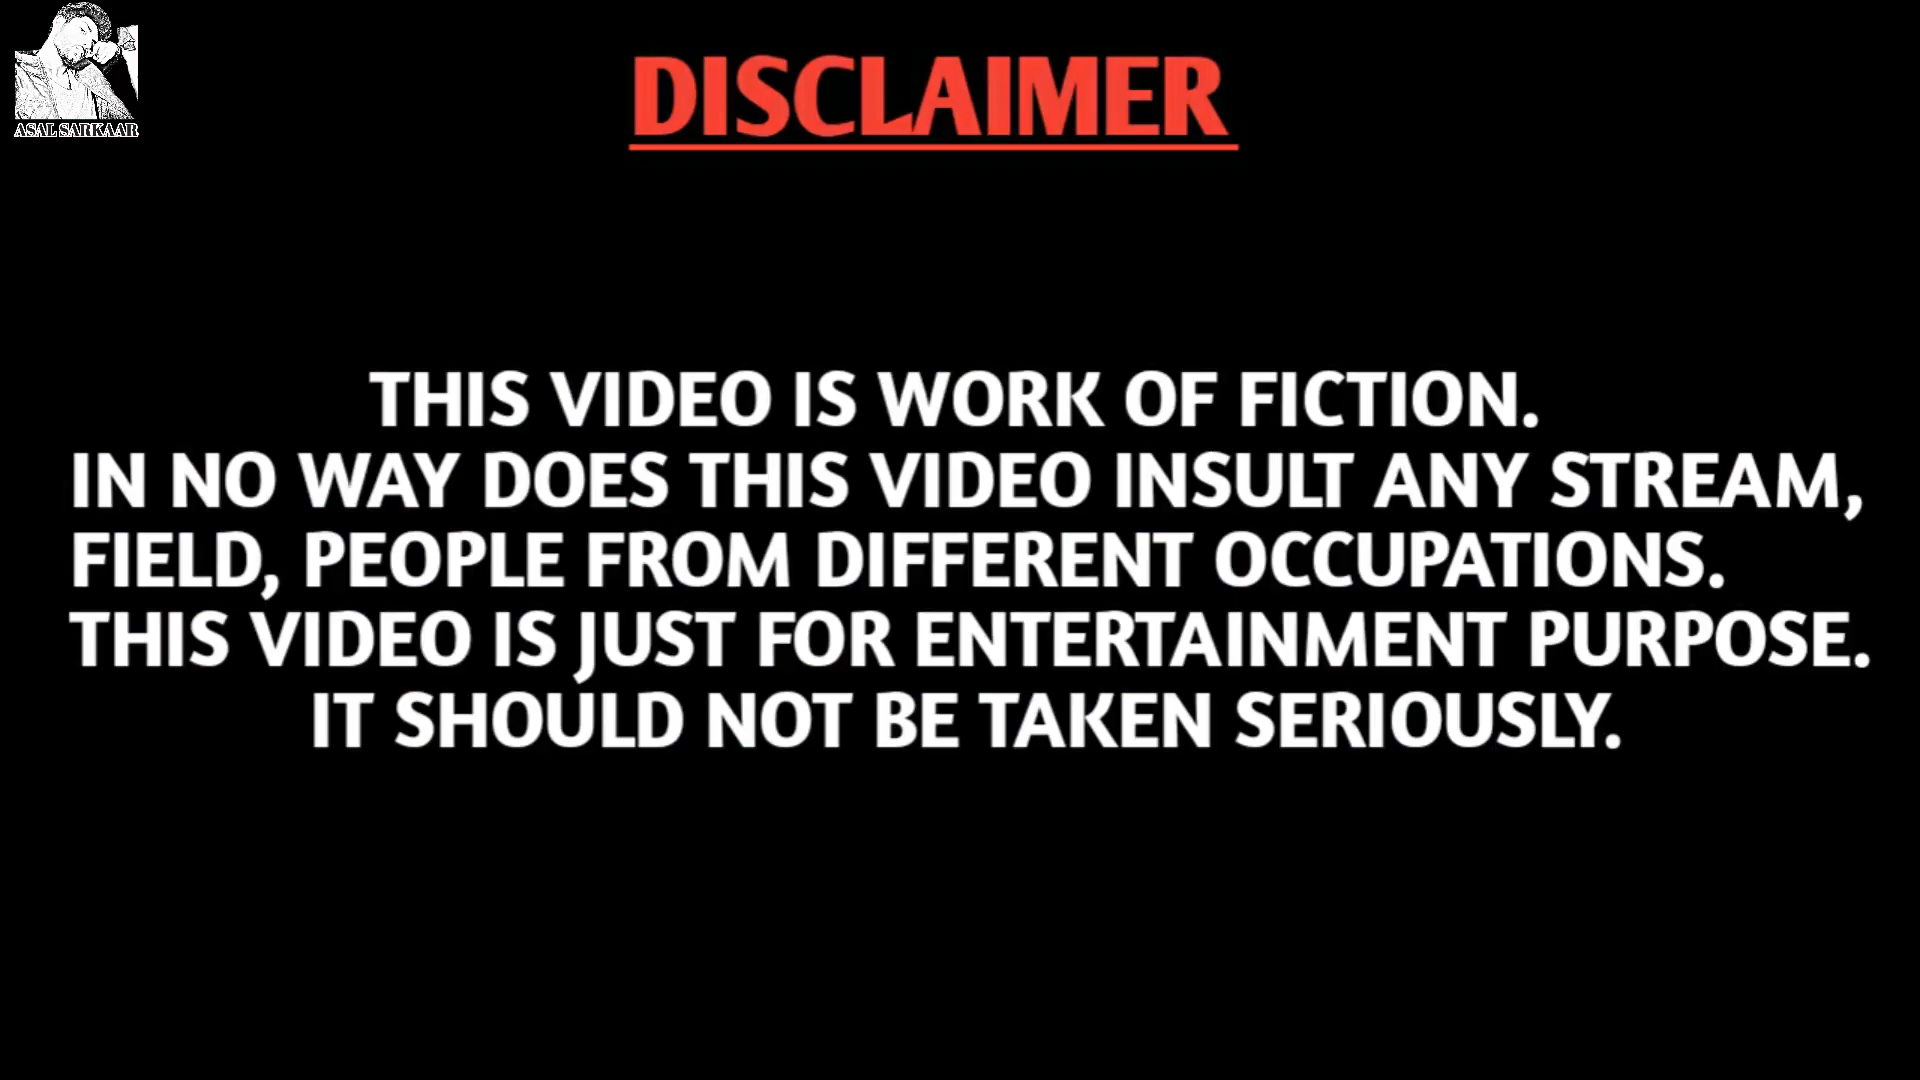 ASAL SARKAAR
DISCLAIMER
THIS VIDEO IS WORK OF FICTION.
IN NO WAY DOES THIS VIDEO INSULT ANY STREAM,
FIELD, PEOPLE FROM DIFFERENT OCCUPATIONS.
THIS VIDEO IS JUST FOR ENTERTAINMENT PURPOSE.
IT SHOULD NOT BE TAKEN SERIOUSLY.